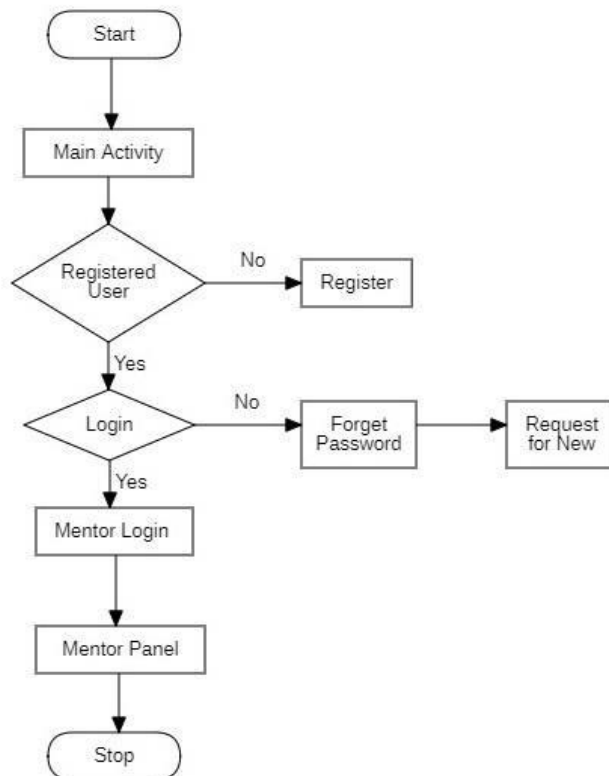 Start
Main Activity
Registered
User
No
Register
Yes
Login
No
Forget
Password
Request
for New
Yes
Mentor Login
Mentor Panel
Stop